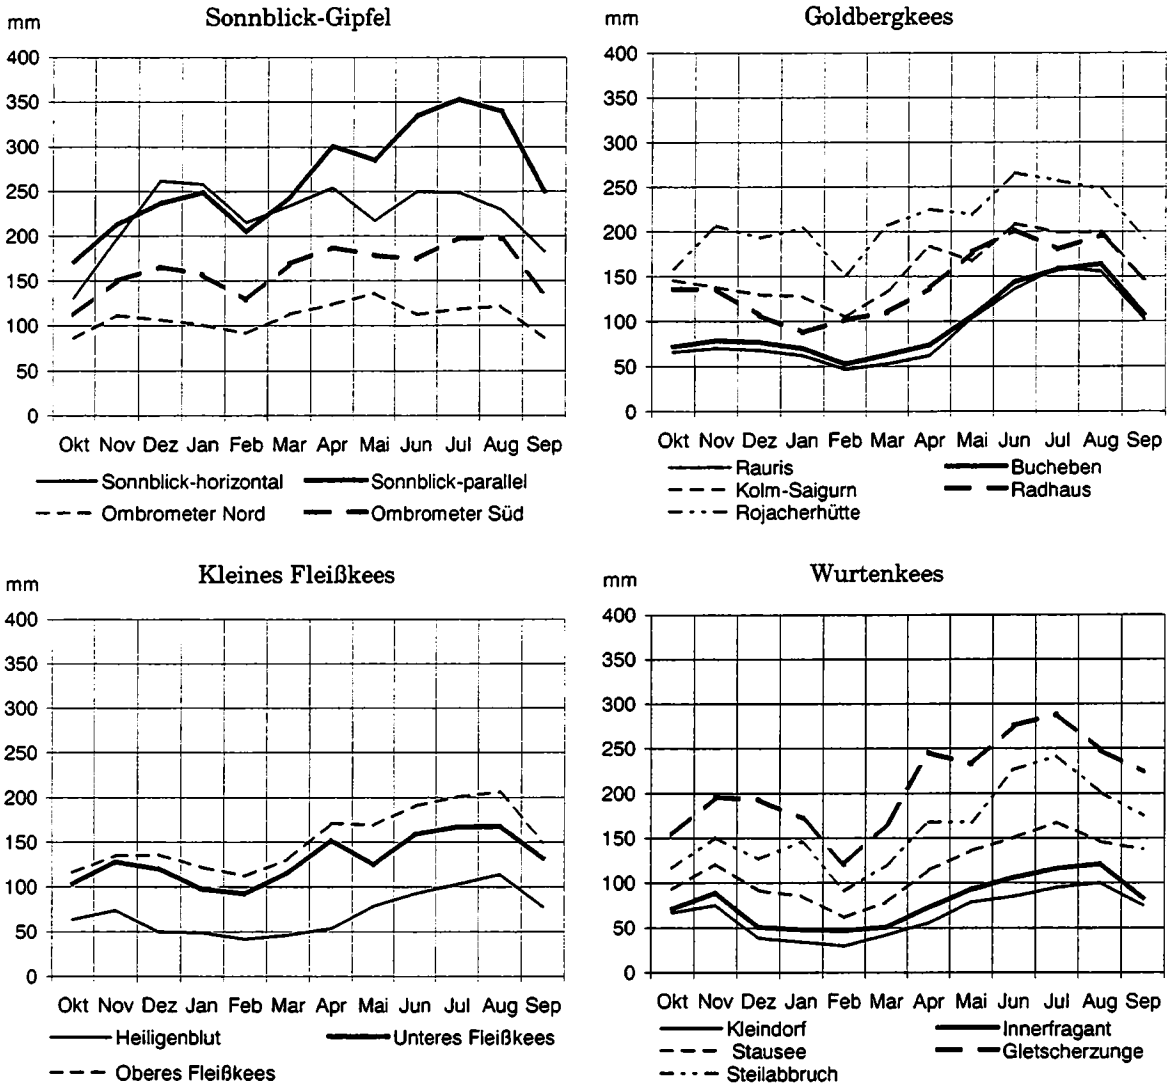 Sonnblick-Gipfel
mm
400
350
300
250
200
150
100
50
0
Okt Nov Dez Jan Feb Mar Apr Mai Jun Jul Aug Sep
Sonnblick-horizontal Sonnblick-parallel
Ombrometer Nord Ombrometer Süd
Goldbergkees
mm
400
350
300
250
200
150
100
50
0
Okt Nov Dez Jan Feb Mar Apr Mai Jun Jul Aug Sep
Rauris Bucheben
Kolm-Saigurn Radhaus
Rojacherhütte
Kleines Fleißkees
mm
400
350
300
250
200
150
100
50
0
Okt Nov Dez Jan Feb Mar Apr Mai Jun Jul Aug Sep
Heiligenblut Unteres Fleißkees
Oberes Fleißkees
Wurtenkees
mm
400
350
300
250
200
150
100
50
0
Okt Nov Dez Jan Feb Mar Apr Mai Jun Jul Aug Sep
Kleindorf Innerfragant
Stausee Gletscherzunge
Steilabbruch